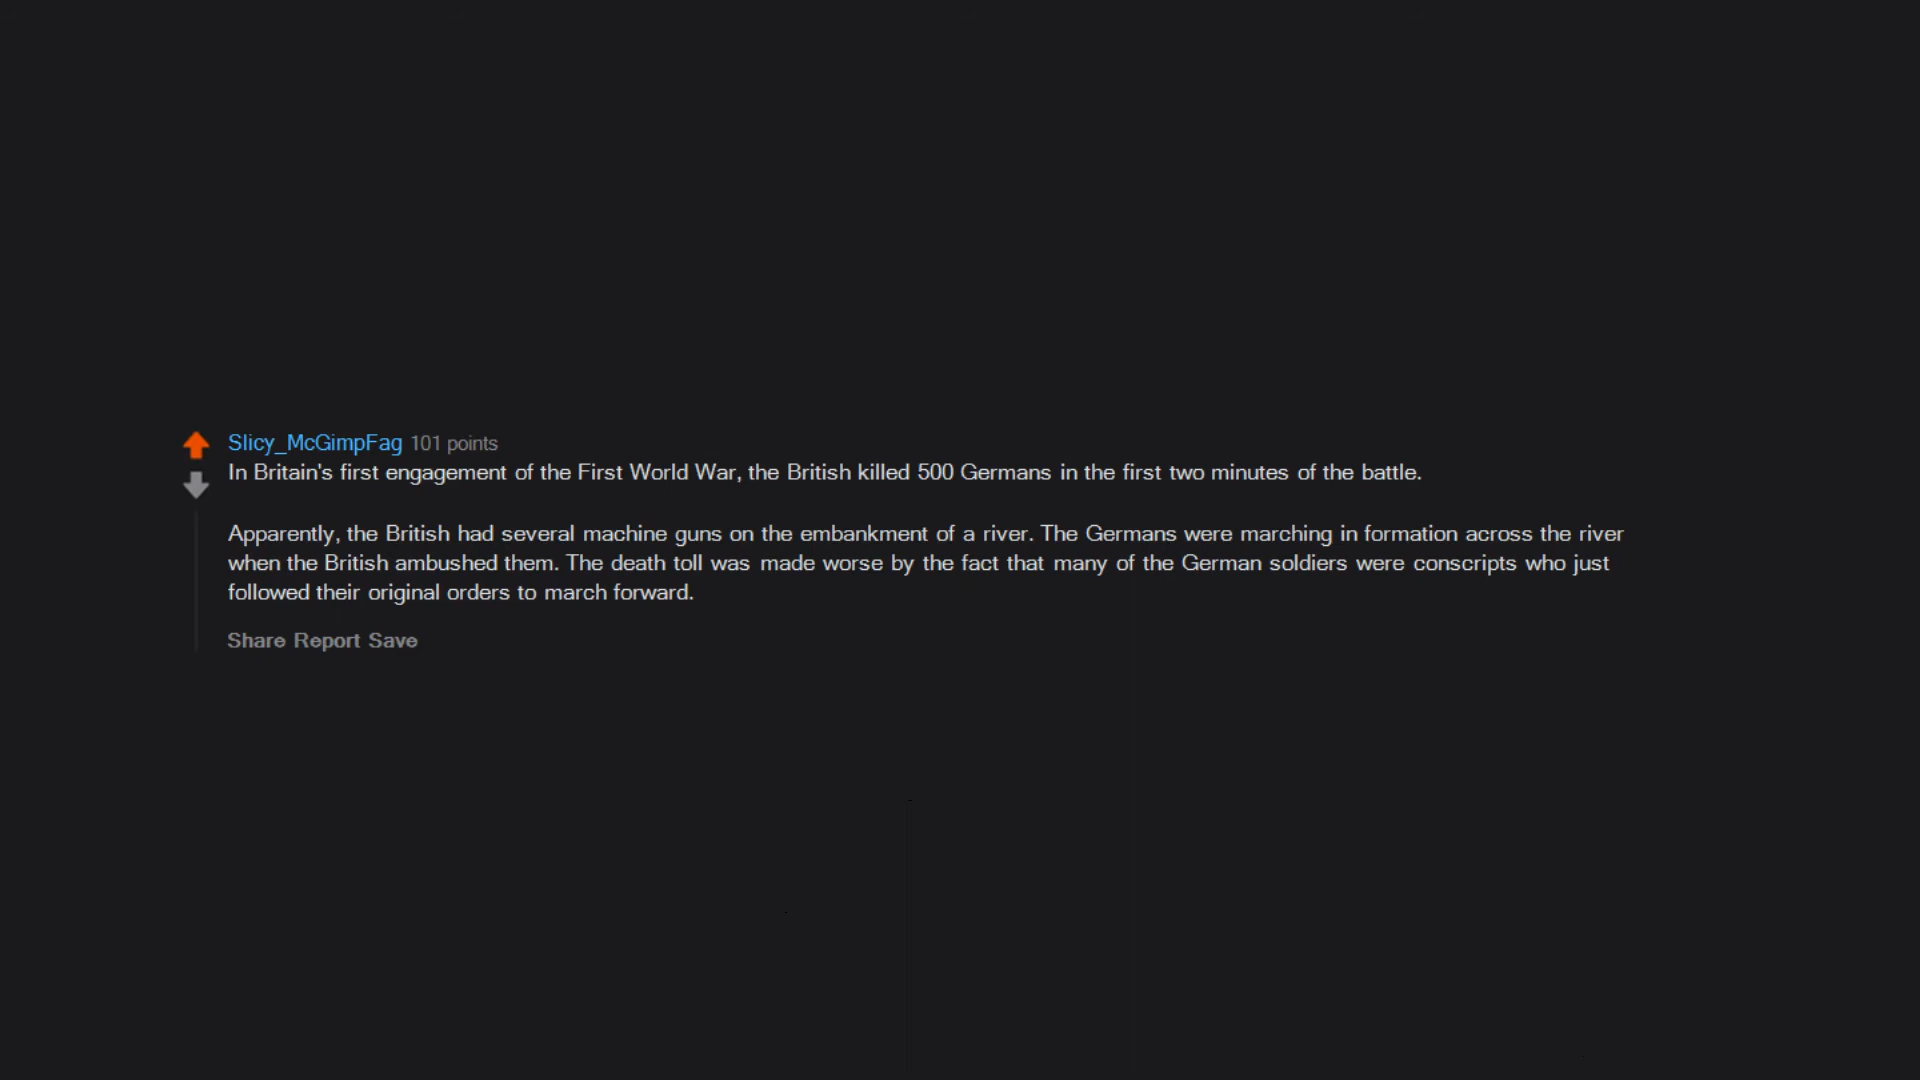 Slicy_McGimpFag 101 points
In Britain's first engagement of the First World War, the British killed 500 Germans in the first two minutes of the battle.
Apparently, the British had several machine guns on the embankment of a river. The Germans were marching in formation across the river
when the British ambushed them. The death toll was made worse by the fact that many of the German soldiers were conscripts who just
followed their original orders to march forward.
Share Report Save